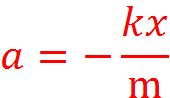 a = − kx/m